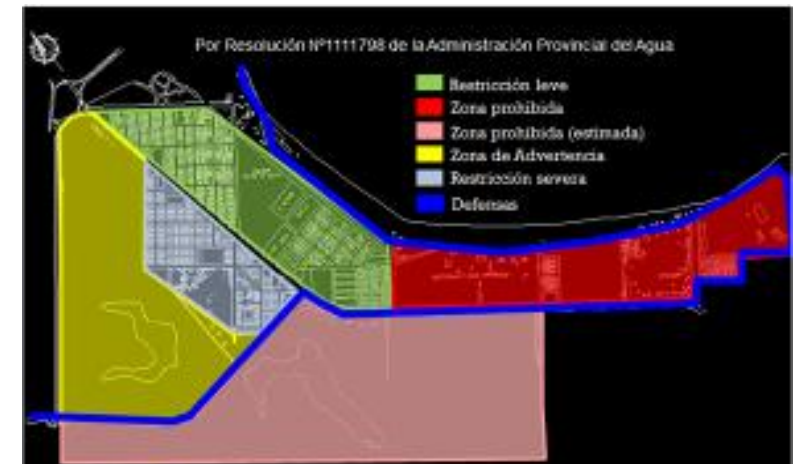 Por Resolución Nº1111798 de la Administración Provincial del Agua
Restricción leve
Zona prohibida
Zona prohibida (estimada)
Zona de Advertencia
Restricción severa
Defensas